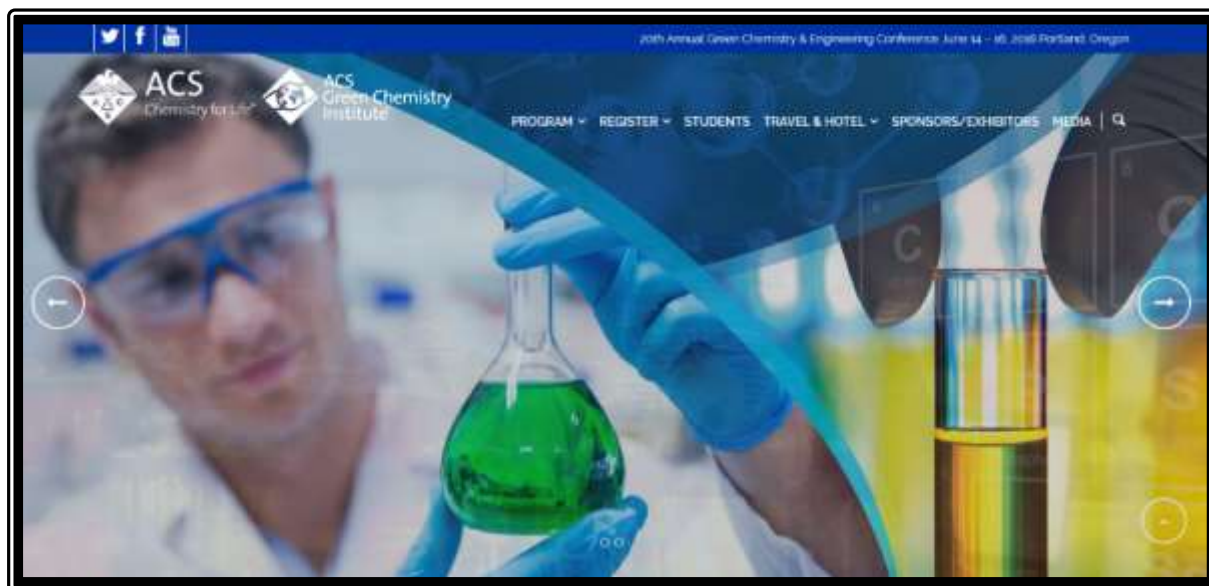 20th Annual Green Chemistry & Engineering Conference June 14 - 16, 2016 Portland, Oregon
ACS
Chemistry for Life®
ACS
Green Chemistry
Institute
PROGRAM
REGISTER
STUDENTS
TRAVEL & HOTEL
SPONSORS/EXHIBITORS
MEDIA
C
S